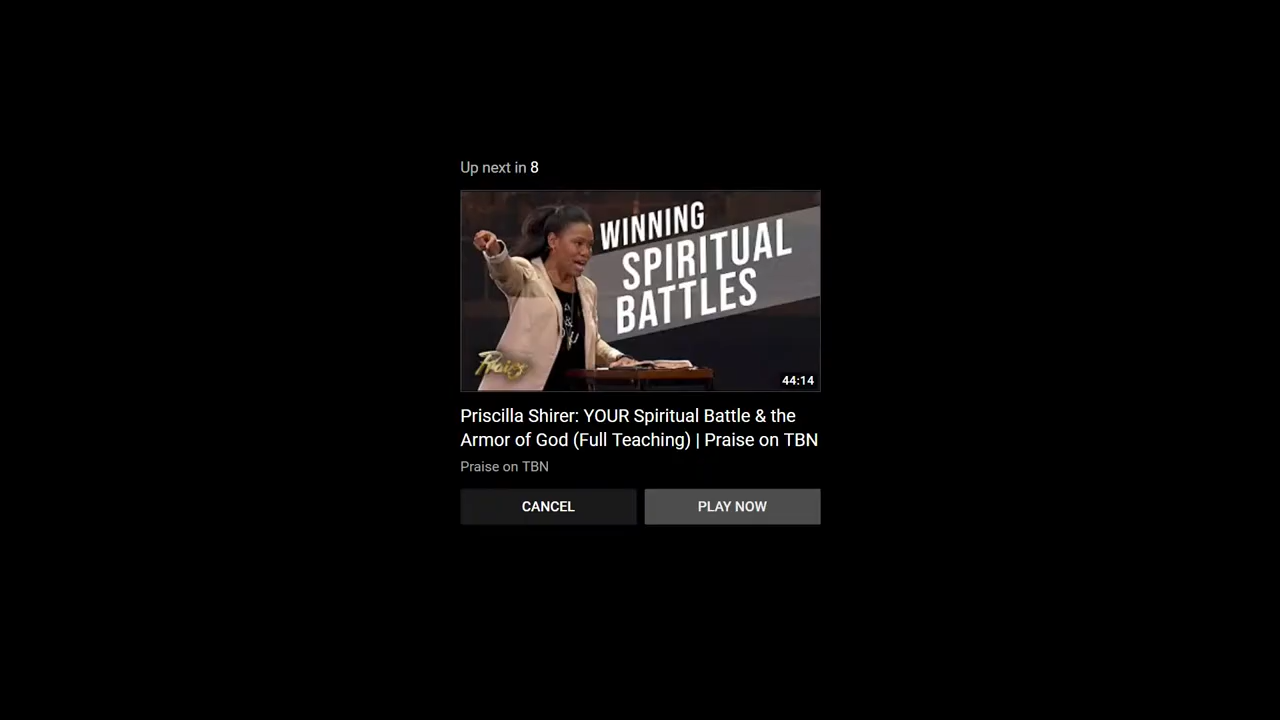 Up next in 8
WINNING
SPIRITUAL
BATTLES
Praise
44:14
Priscilla Shirer: YOUR Spiritual Battle & the
Armor of God (Full Teaching) | Praise on TBN
Praise on TBN
CANCEL
PLAY NOW